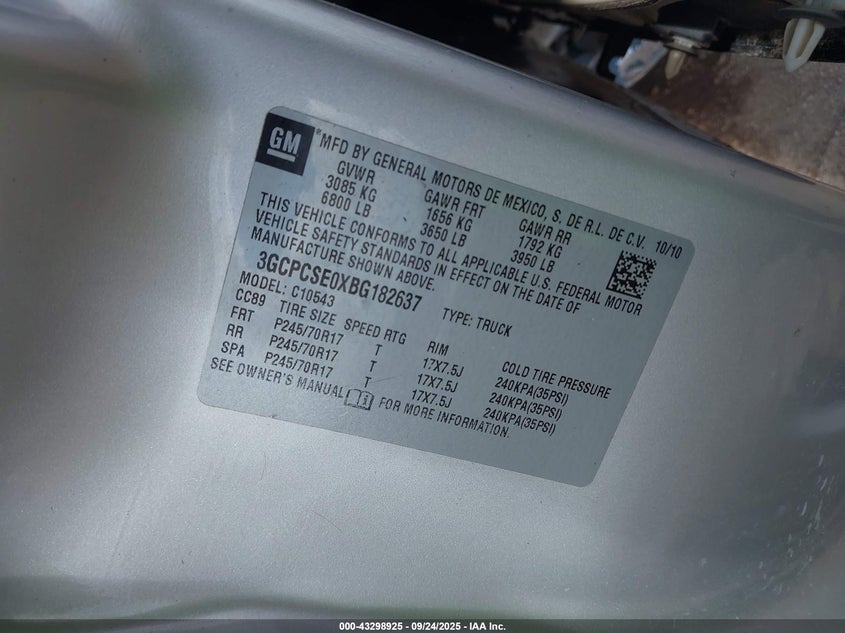 GM
*MFD BY GENERAL MOTORS DE MEXICO, S. DE R.L. DE C.V. 10/10
GVWR GAWR FRT GAWR RR
3085 KG 1656 KG 1792 KG
6800 LB 3650 LB 3950 LB
THIS VEHICLE CONFORMS TO ALL APPLICABLE U.S. FEDERAL MOTOR
VEHICLE SAFETY STANDARDS IN EFFECT ON THE DATE OF
MANUFACTURE SHOWN ABOVE.
3GCPCSE0XBG182637 TYPE: TRUCK
MODEL: C10543
CC89 TIRE SIZE SPEED RTG RIM COLD TIRE PRESSURE
FRT P245/70R17 T 17X7.5J 240KPA(35PSI)
RR P245/70R17 T 17X7.5J 240KPA(35PSI)
SPA P245/70R17 T 17X7.5J 240KPA(35PSI)
SEE OWNER'S MANUAL FOR MORE INFORMATION.
000-43298925 - 09/24/2025 - IAA Inc.